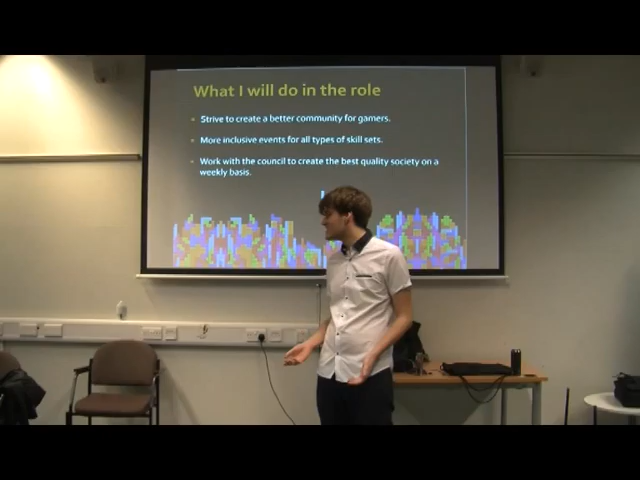 What I will do in the role
Strive to create a better community for gamers.
More inclusive events for all types of skill sets.
Work with the council to create the best quality society on a
weekly basis.